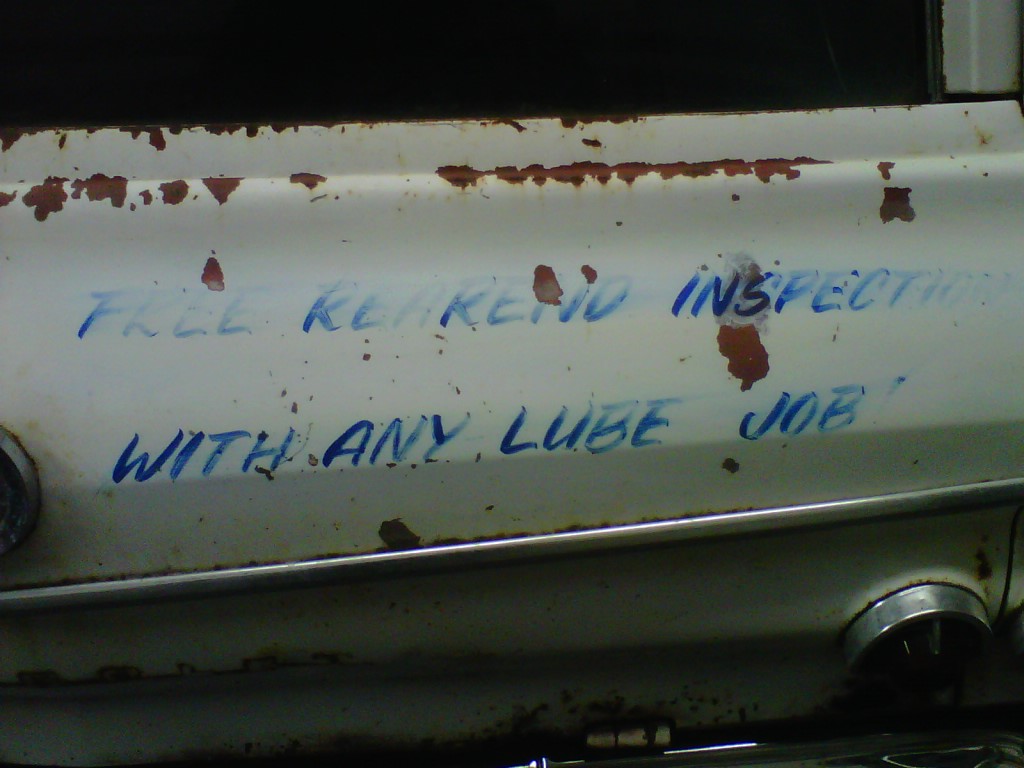 FREE REAREND INSPECTION
WITH ANY LUBE JOB